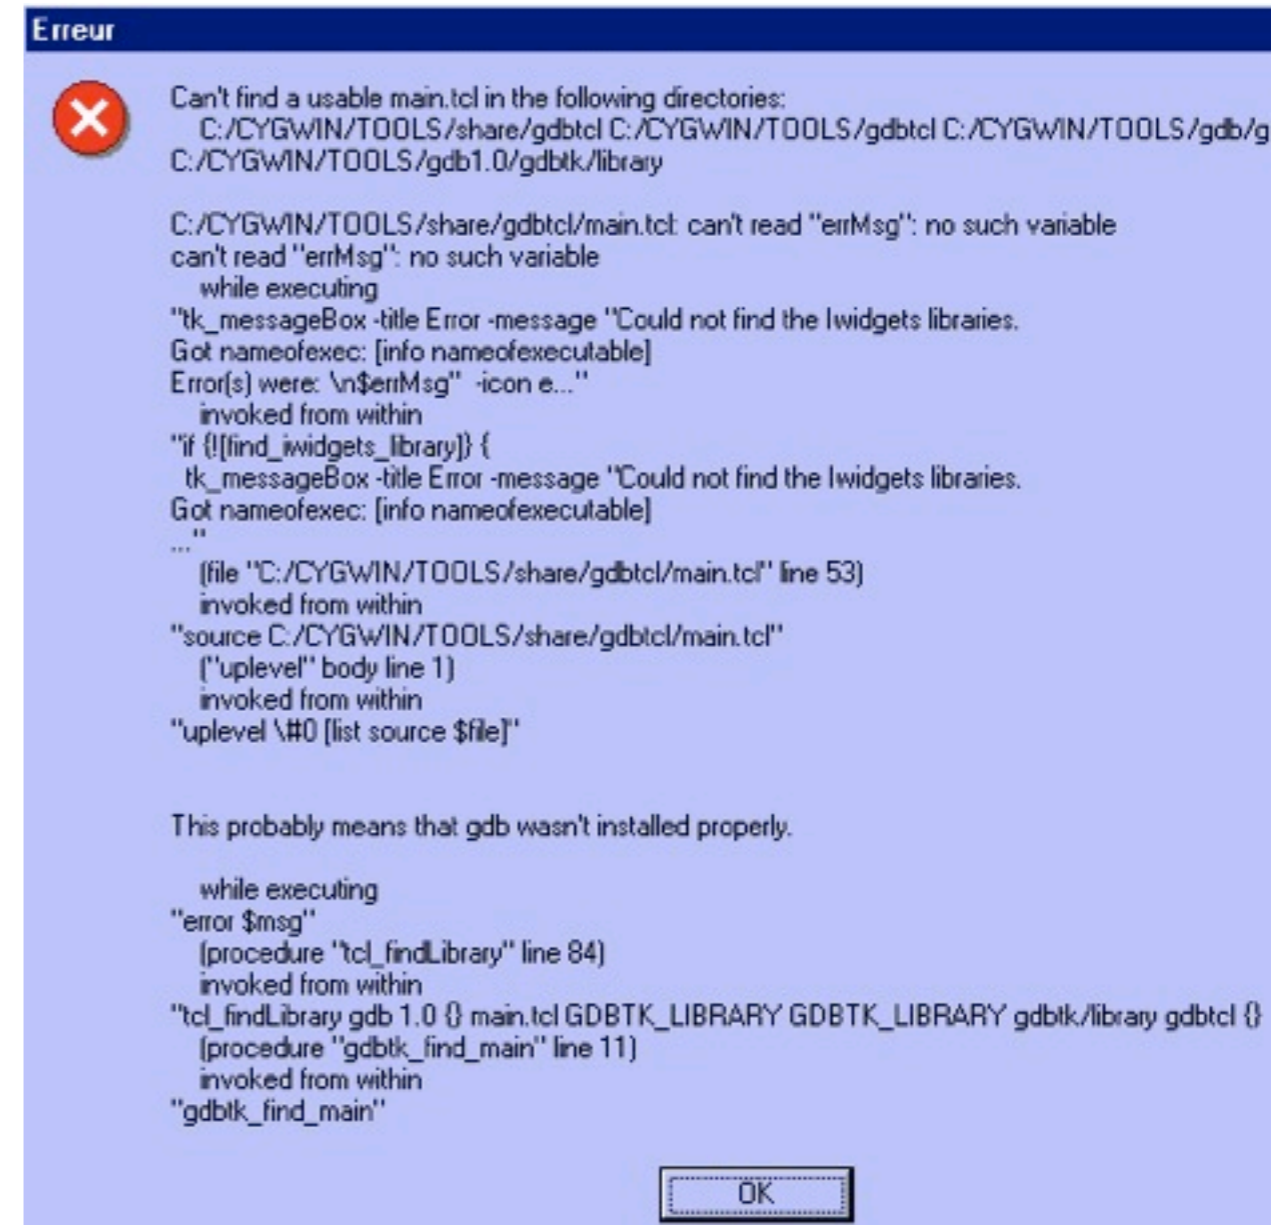 Erreur
Can't find a usable main.tcl in the following directories:
C:/CYGWIN/TOOLS/share/gdbtcl C:/CYGWIN/TOOLS/gdbtcl C:/CYGWIN/TOOLS/gdb/g
C:/CYGWIN/TOOLS/gdb1.0/gdbtk/library
C:/CYGWIN/TOOLS/share/gdbtcl/main.tcl: can't read "errMsg": no such variable
can't read "errMsg": no such variable
while executing
"tk_messageBox -title Error -message "Could not find the Iwidgets libraries.
Got nameofexec: [info nameofexecutable]
Error(s) were: \n$errMsg" -icon e..."
invoked from within
"if {![find_iwidgets_library]} {
tk_messageBox -title Error -message "Could not find the Iwidgets libraries.
Got nameofexec: [info nameofexecutable]
..."
(file "C:/CYGWIN/TOOLS/share/gdbtcl/main.tcl" line 53)
invoked from within
"source C:/CYGWIN/TOOLS/share/gdbtcl/main.tcl"
("uplevel" body line 1)
invoked from within
"uplevel \#0 [list source $file]"
This probably means that gdb wasn't installed properly.
while executing
"error $msg"
(procedure "tcl_findLibrary" line 84)
invoked from within
"tcl_findLibrary gdb 1.0 {} main.tcl GDBTK_LIBRARY GDBTK_LIBRARY gdbtk/library gdbtcl {}
(procedure "gdbtk_find_main" line 11)
invoked from within
"gdbtk_find_main"
OK